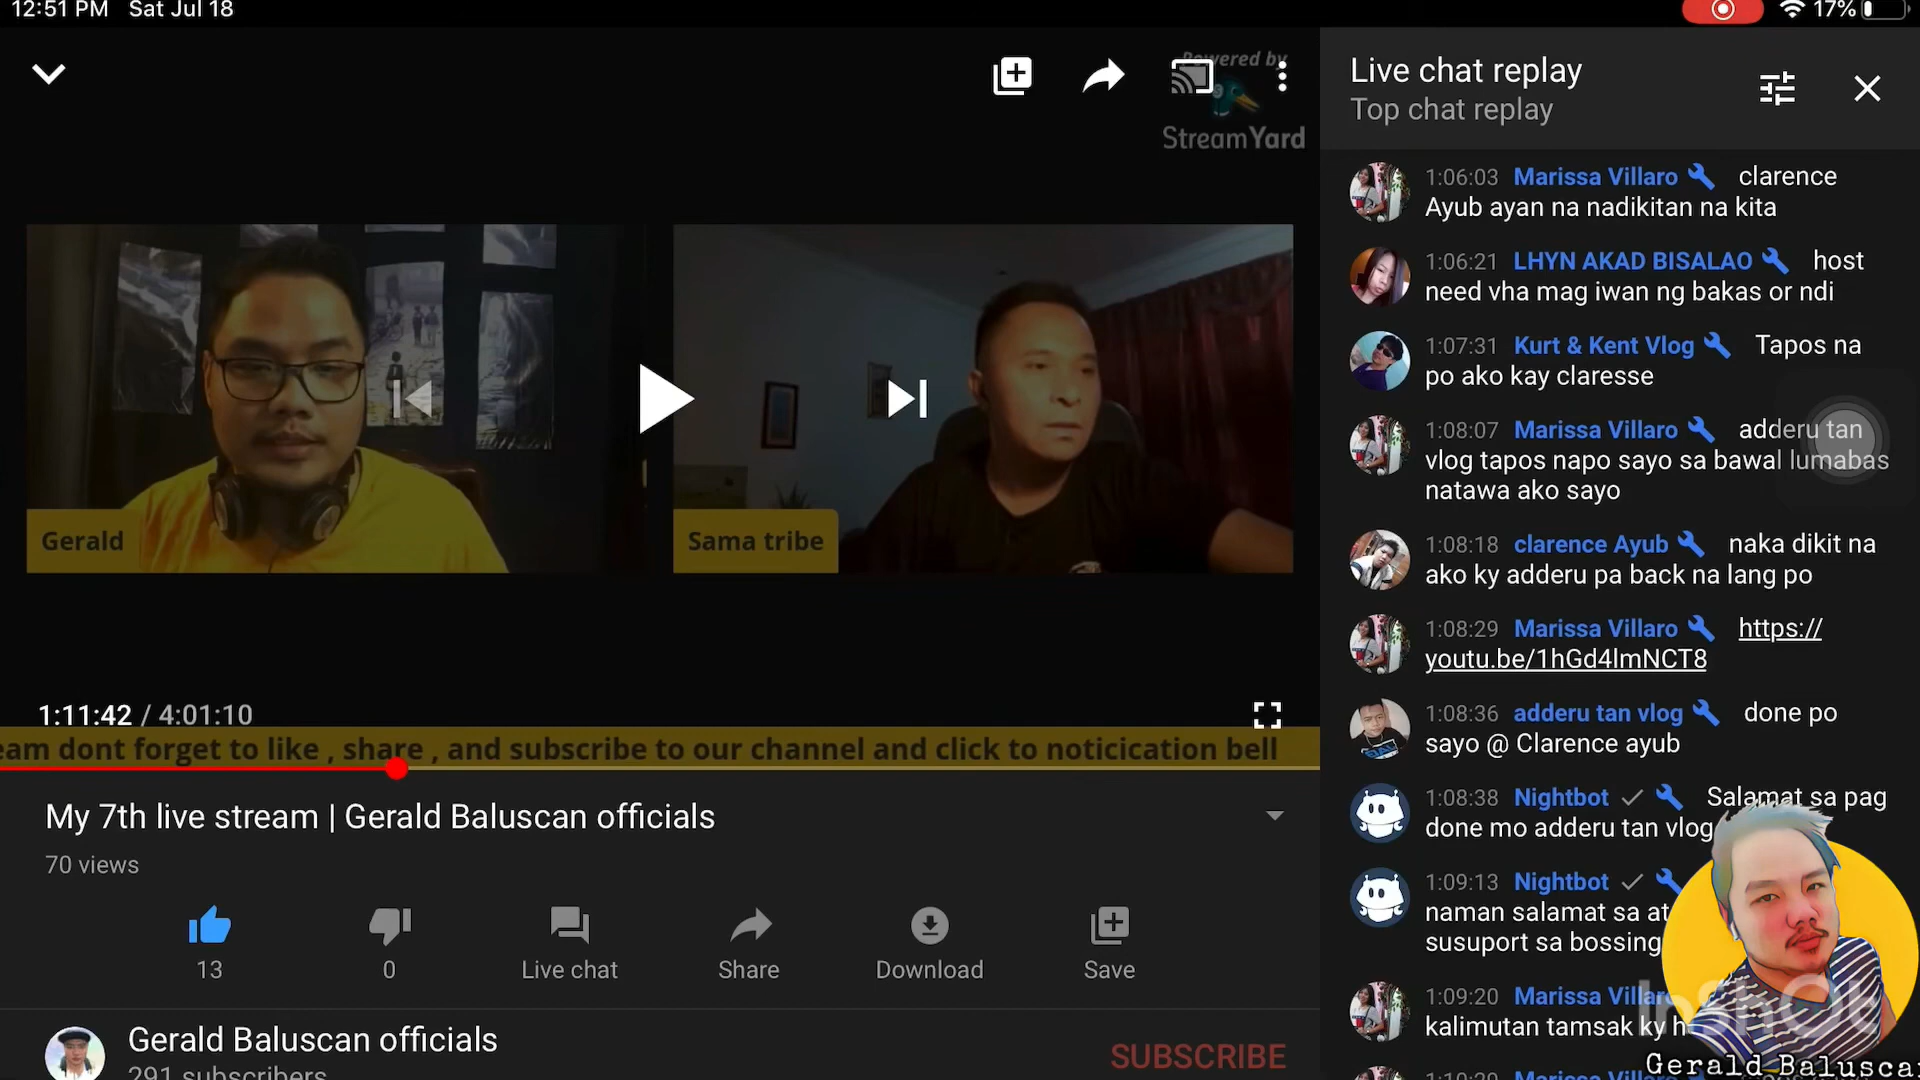 12:51 PM Sat Jul 18
17%
Powered by
StreamYard
Gerald
Sama tribe
1:11:42 / 4:01:10
eam dont forget to like , share , and subscribe to our channel and click to noticication bell
My 7th live stream | Gerald Baluscan officials
70 views
13
0
Live chat
Share
Download
Save
Gerald Baluscan officials
291 subscribers
SUBSCRIBE
Live chat replay
Top chat replay
1:06:03 Marissa Villaro clarence
Ayub ayan na nadikitan na kita
1:06:21 LHYN AKAD BISALAO host
need vha mag iwan ng bakas or ndi
1:07:31 Kurt & Kent Vlog Tapos na
po ako kay claresse
1:08:07 Marissa Villaro adderu tan
vlog tapos napo sayo sa bawal lumabas
natawa ako sayo
1:08:18 clarence Ayub naka dikit na
ako ky adderu pa back na lang po
1:08:29 Marissa Villaro https://
youtu.be/1hGd4lmNCT8
1:08:36 adderu tan vlog done po
sayo @ Clarence ayub
1:08:38 Nightbot Salamat sa pag
done mo adderu tan vlog
1:09:13 Nightbot
naman salamat sa at
susuport sa bossing
1:09:20 Marissa Villaro
kalimutan tamsak ky h
InShOt
Gerald Balusca
Marissa Villaro